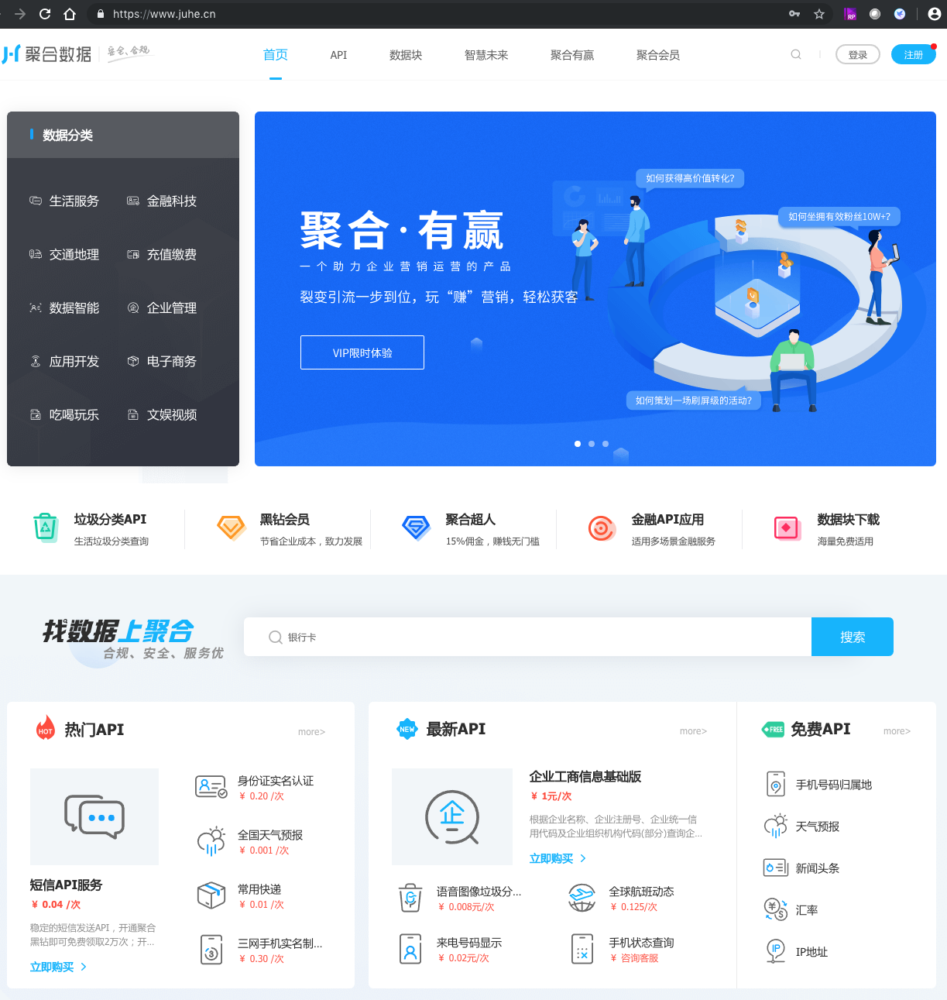 https://www.juhe.cn
RP
聚合数据
安全、合规
首页
API
数据块
智慧未来
聚合有赢
聚合会员
登录
注册
数据分类
生活服务
金融科技
交通地理
充值缴费
数据智能
企业管理
应用开发
电子商务
吃喝玩乐
文娱视频
如何获得高价值转化?
如何坐拥有效粉丝10W+?
聚合·有赢
一个助力企业营销运营的产品
裂变引流一步到位，玩“赚”营销，轻松获客
VIP限时体验
如何策划一场刷屏级的活动?
垃圾分类API
生活垃圾分类查询
黑钻会员
节省企业成本，致力发展
聚合超人
15%佣金，赚钱无门槛
金融API应用
适用多场景金融服务
数据块下载
海量免费适用
找数据上聚合
合规、安全、服务优
银行卡
搜索
HOT
热门API
more>
短信API服务
¥ 0.04 /次
稳定的短信发送API，开通聚合
黑钻即可免费领取2万次；开...
立即购买 >
身份证实名认证
¥ 0.20 /次
全国天气预报
¥ 0.001 /次
常用快递
¥ 0.01 /次
三网手机实名制...
¥ 0.30 /次
NEW
最新API
more>
企
企业工商信息基础版
¥ 1元/次
根据企业名称、企业注册号、企业统一信
用代码及企业组织机构代码(部分)查询企...
立即购买 >
语音图像垃圾分...
¥ 0.008元/次
全球航班动态
¥ 0.125/次
来电号码显示
¥ 0.02元/次
手机状态查询
¥ 咨询客服
FREE
免费API
more>
手机号码归属地
天气预报
新闻头条
汇率
IP
IP地址